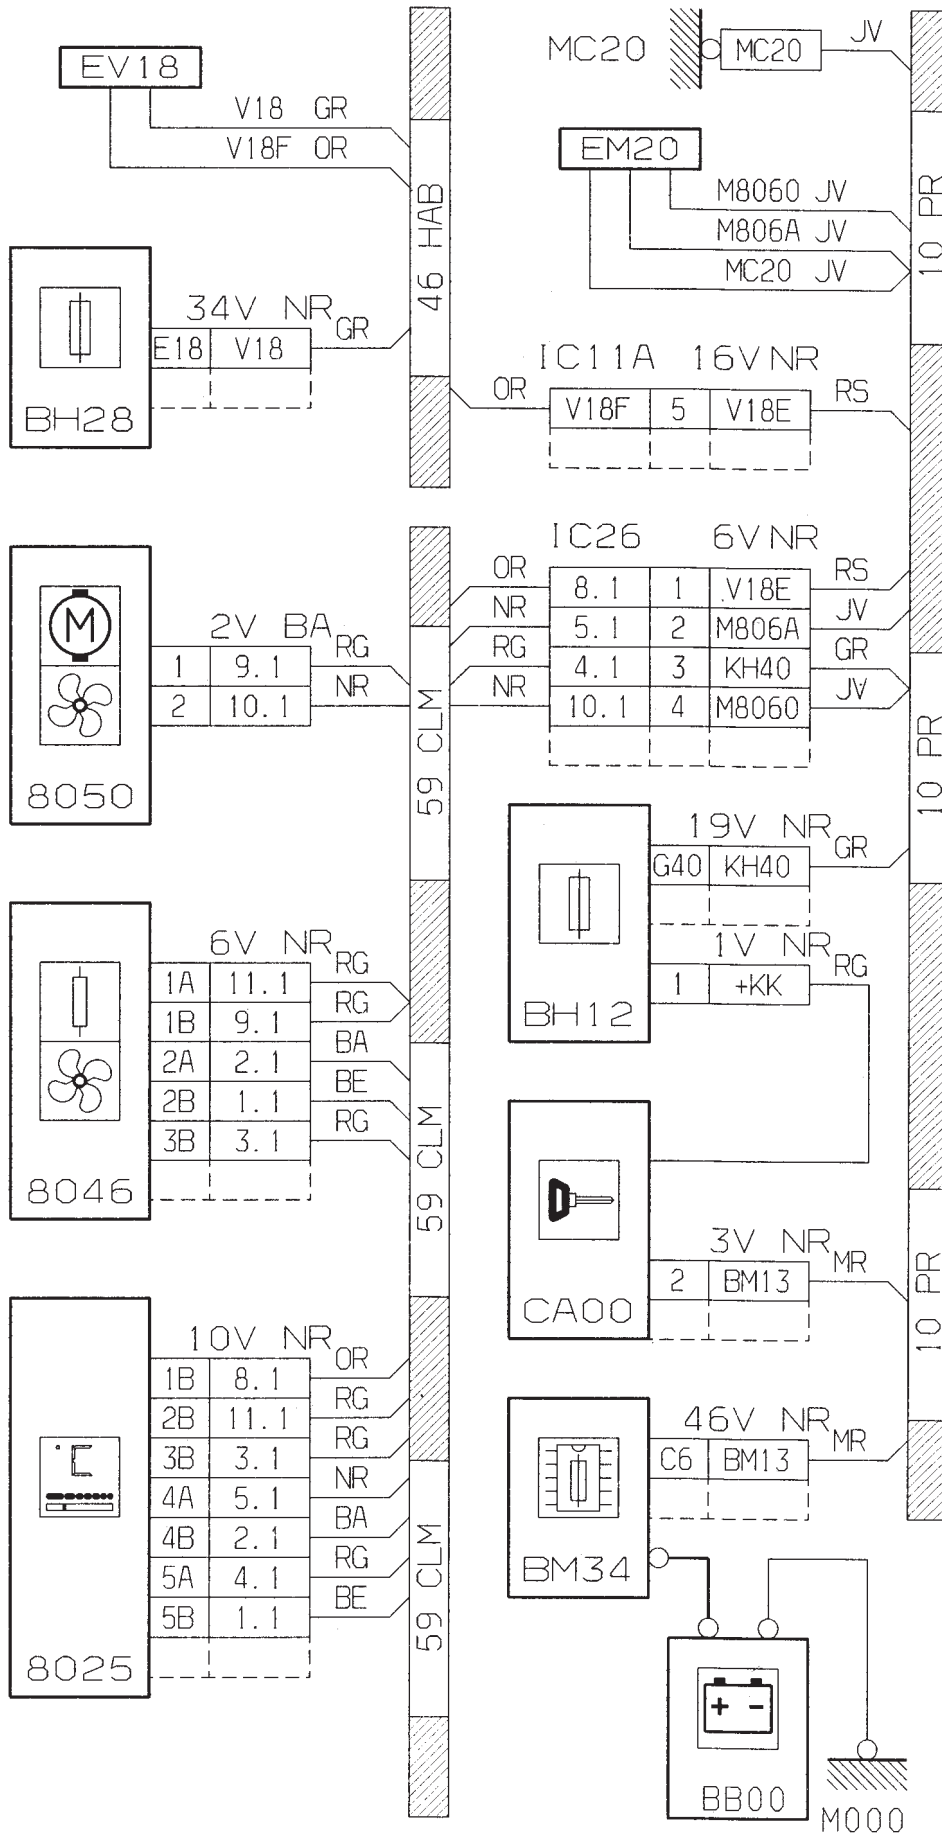 EV18
V18 GR
V18F OR
46 HAB
BH28
34V NR
E18 V18
GR
MC20
MC20
JV
EM20
M8060 JV
M806A JV
MC20 JV
10 PR
IC11A 16V NR
OR
V18F 5 V18E
RS
8050
M
2V BA
1 9.1 RG
2 10.1 NR
59 CLM
IC26 6V NR
OR 8.1 1 V18E RS
NR 5.1 2 M806A JV
RG 4.1 3 KH40 GR
NR 10.1 4 M8060 JV
10 PR
BH12
19V NR
G40 KH40 GR
1V NR
1 +KK RG
8046
6V NR
1A 11.1 RG
1B 9.1 RG
2A 2.1 BA
2B 1.1 BE
3B 3.1 RG
59 CLM
CA00
3V NR
2 BM13 MR
10 PR
8025
°C
10V NR
1B 8.1 OR
2B 11.1 RG
3B 3.1 RG
4A 5.1 NR
4B 2.1 BA
5A 4.1 RG
5B 1.1 BE
59 CLM
BM34
46V NR
C6 BM13 MR
+ -
BB00
M000